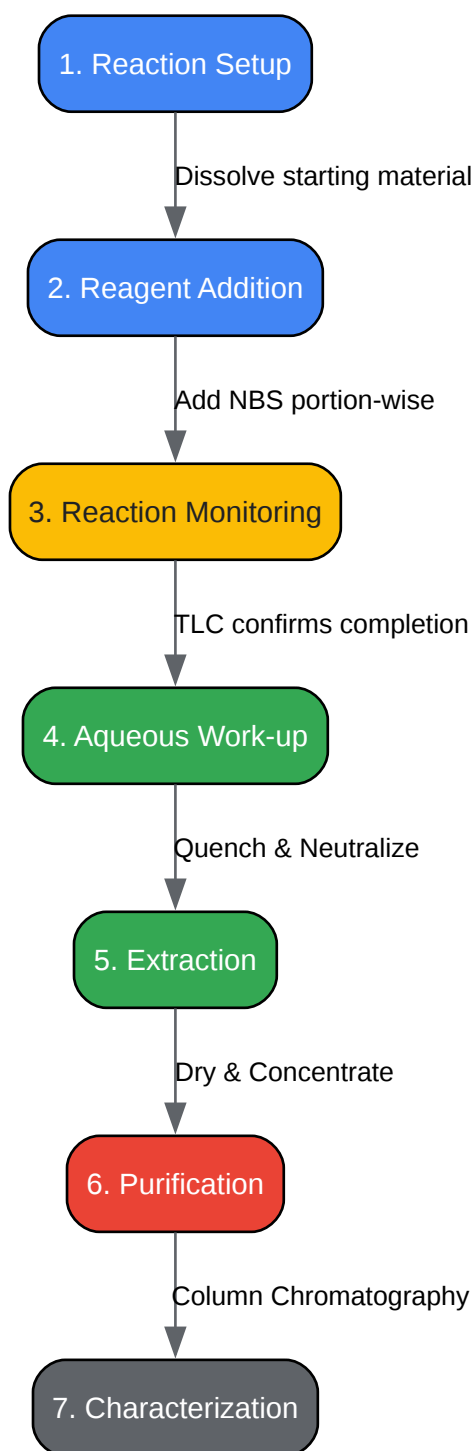 1. Reaction Setup
Dissolve starting material
2. Reagent Addition
Add NBS portion-wise
3. Reaction Monitoring
TLC confirms completion
4. Aqueous Work-up
Quench & Neutralize
5. Extraction
Dry & Concentrate
6. Purification
Column Chromatography
7. Characterization